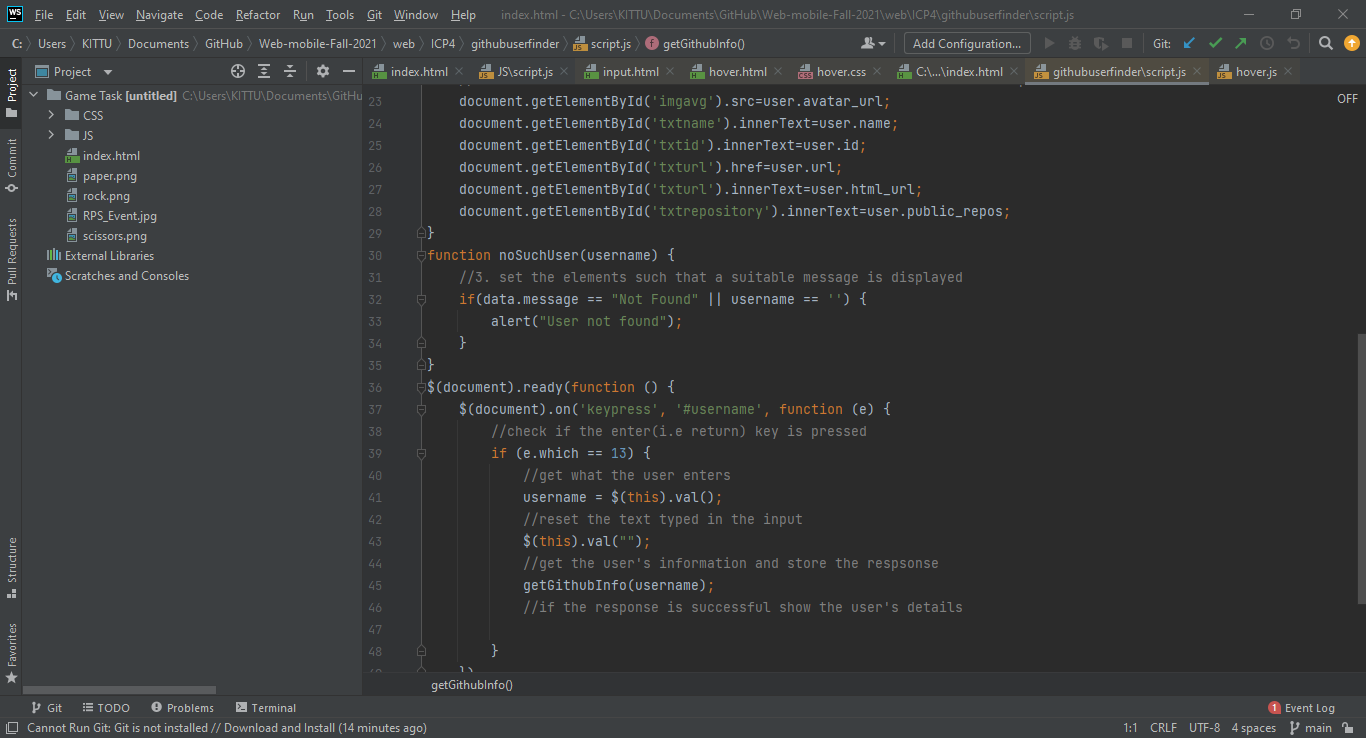 WS File Edit View Navigate Code Refactor Run Tools Git Window Help index.html - C:\Users\KITTU\Documents\GitHub\Web-mobile-Fall-2021\web\ICP4\githubuserfinder\script.js
C: Users KITTU Documents GitHub Web-mobile-Fall-2021 web ICP4 githubuserfinder script.js f getGithubInfo() Add Configuration... Git:
Project index.html JS\script.js input.html hover.html hover.css C:\...\index.html githubuserfinder\script.js hover.js
Project
Commit
Pull Requests
Structure
Favorites
Game Task [untitled] C:\Users\KITTU\Documents\GitHu
CSS
JS
index.html
paper.png
rock.png
RPS_Event.jpg
scissors.png
External Libraries
Scratches and Consoles
OFF
23 document.getElementById('imgavg').src=user.avatar_url;
24 document.getElementById('txtname').innerText=user.name;
25 document.getElementById('txtid').innerText=user.id;
26 document.getElementById('txturl').href=user.url;
27 document.getElementById('txturl').innerText=user.html_url;
28 document.getElementById('txtrepository').innerText=user.public_repos;
29 }
30 function noSuchUser(username) {
31 //3. set the elements such that a suitable message is displayed
32 if(data.message == "Not Found" || username == '') {
33 alert("User not found");
34 }
35 }
36 $(document).ready(function () {
37 $(document).on('keypress', '#username', function (e) {
38 //check if the enter(i.e return) key is pressed
39 if (e.which == 13) {
40 //get what the user enters
41 username = $(this).val();
42 //reset the text typed in the input
43 $(this).val("");
44 //get the user's information and store the respsonse
45 getGithubInfo(username);
46 //if the response is successful show the user's details
47
48 }
49 })
getGithubInfo()
Git TODO Problems Terminal 1 Event Log
Cannot Run Git: Git is not installed // Download and Install (14 minutes ago) 1:1 CRLF UTF-8 4 spaces main